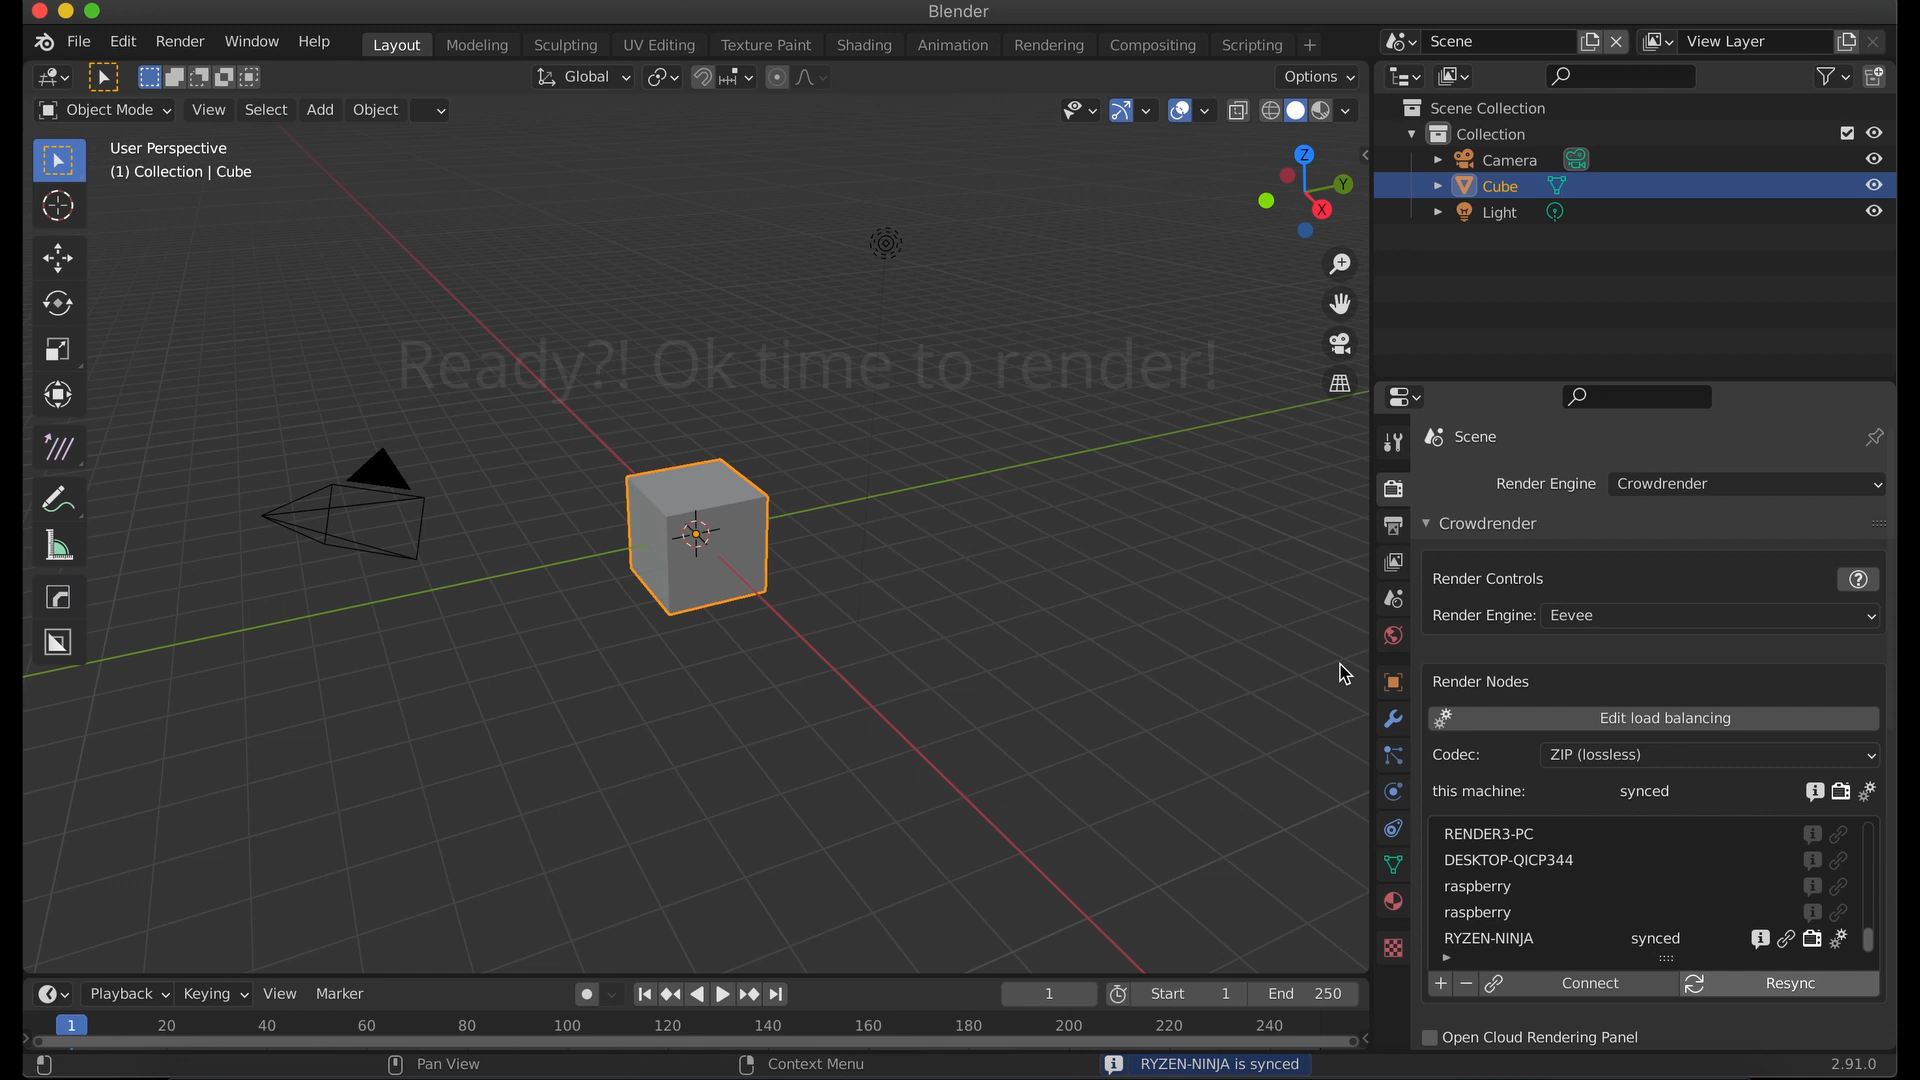 Blender
File Edit Render Window Help
Layout Modeling Sculpting UV Editing Texture Paint Shading Animation Rendering Compositing Scripting +
Scene
View Layer
Global
Options
Object Mode View Select Add Object
User Perspective
(1) Collection | Cube
Z
Y
X
Ready?! Ok time to render!
Scene Collection
Collection
Camera
Cube
Light
Scene
Render Engine Crowdrender
Crowdrender
Render Controls
Render Engine: Eevee
Render Nodes
Edit load balancing
Codec: ZIP (lossless)
this machine: synced
RENDER3-PC
DESKTOP-QICP344
raspberry
raspberry
RYZEN-NINJA synced
+ − Connect Resync
Open Cloud Rendering Panel
Playback Keying View Marker
1 Start 1 End 250
1 20 40 60 80 100 120 140 160 180 200 220 240
Pan View Context Menu RYZEN-NINJA is synced 2.91.0